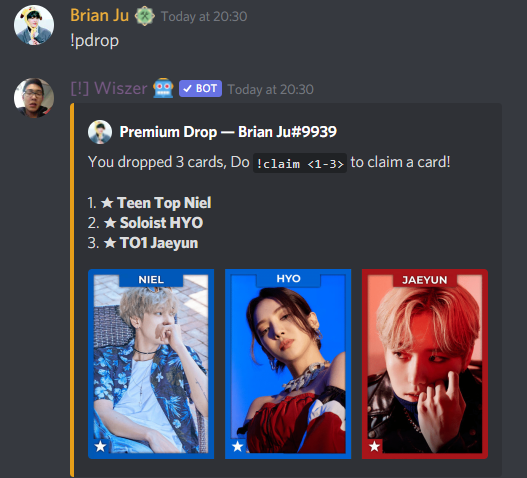 Brian Ju Today at 20:30
!pdrop
[!] Wiszer ✔ BOT Today at 20:30
Premium Drop — Brian Ju#9939
You dropped 3 cards, Do !claim <1-3> to claim a card!
1. ★ Teen Top Niel
2. ★ Soloist HYO
3. ★ TO1 Jaeyun
NIEL HYO JAEYUN